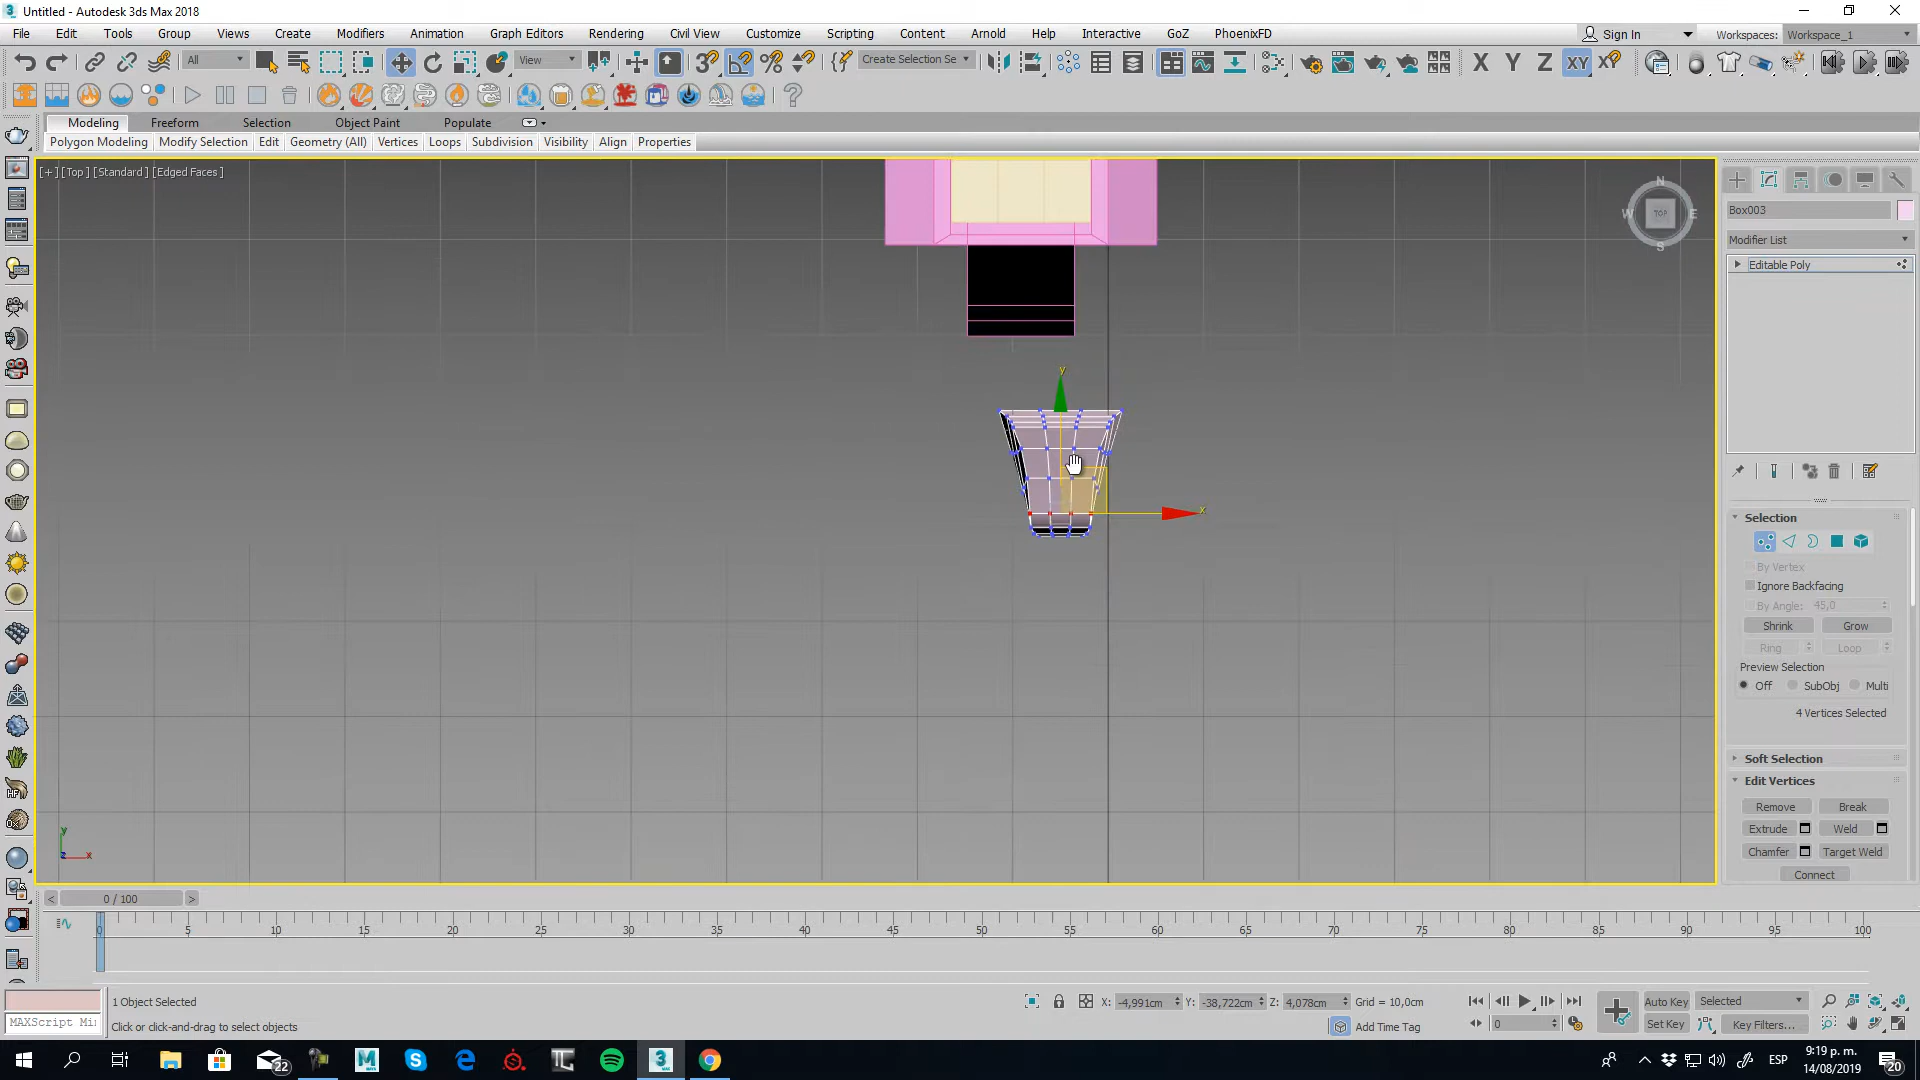 Untitled - Autodesk 3ds Max 2018
File Edit Tools Group Views Create Modifiers Animation Graph Editors Rendering Civil View Customize Scripting Content Arnold Help Interactive GoZ PhoenixFD Sign In Workspaces: Workspace_1
All View Create Selection Se X Y Z XY XY
Modeling Freeform Selection Object Paint Populate
Polygon Modeling Modify Selection Edit Geometry (All) Vertices Loops Subdivision Visibility Align Properties
[+] [Top ] [Standard ] [Edged Faces ]
N
W TOP E
S
Box003
Modifier List
Editable Poly
y
x
Selection
By Vertex
Ignore Backfacing
By Angle: 45,0
Shrink Grow
Ring Loop
Preview Selection
Off SubObj Multi
4 Vertices Selected
Soft Selection
Edit Vertices
Remove Break
Extrude Weld
Chamfer Target Weld
Connect
y
z x
< 0 / 100 >
0 5 10 15 20 25 30 35 40 45 50 55 60 65 70 75 80 85 90 95 100
1 Object Selected X: -4,991cm Y: -38,722cm Z: 4,078cm Grid = 10,0cm Auto Key Selected
MAXScript Mi Click or click-and-drag to select objects Add Time Tag 0 Set Key Key Filters...
22 ESP 9:19 p. m. 14/08/2019 20